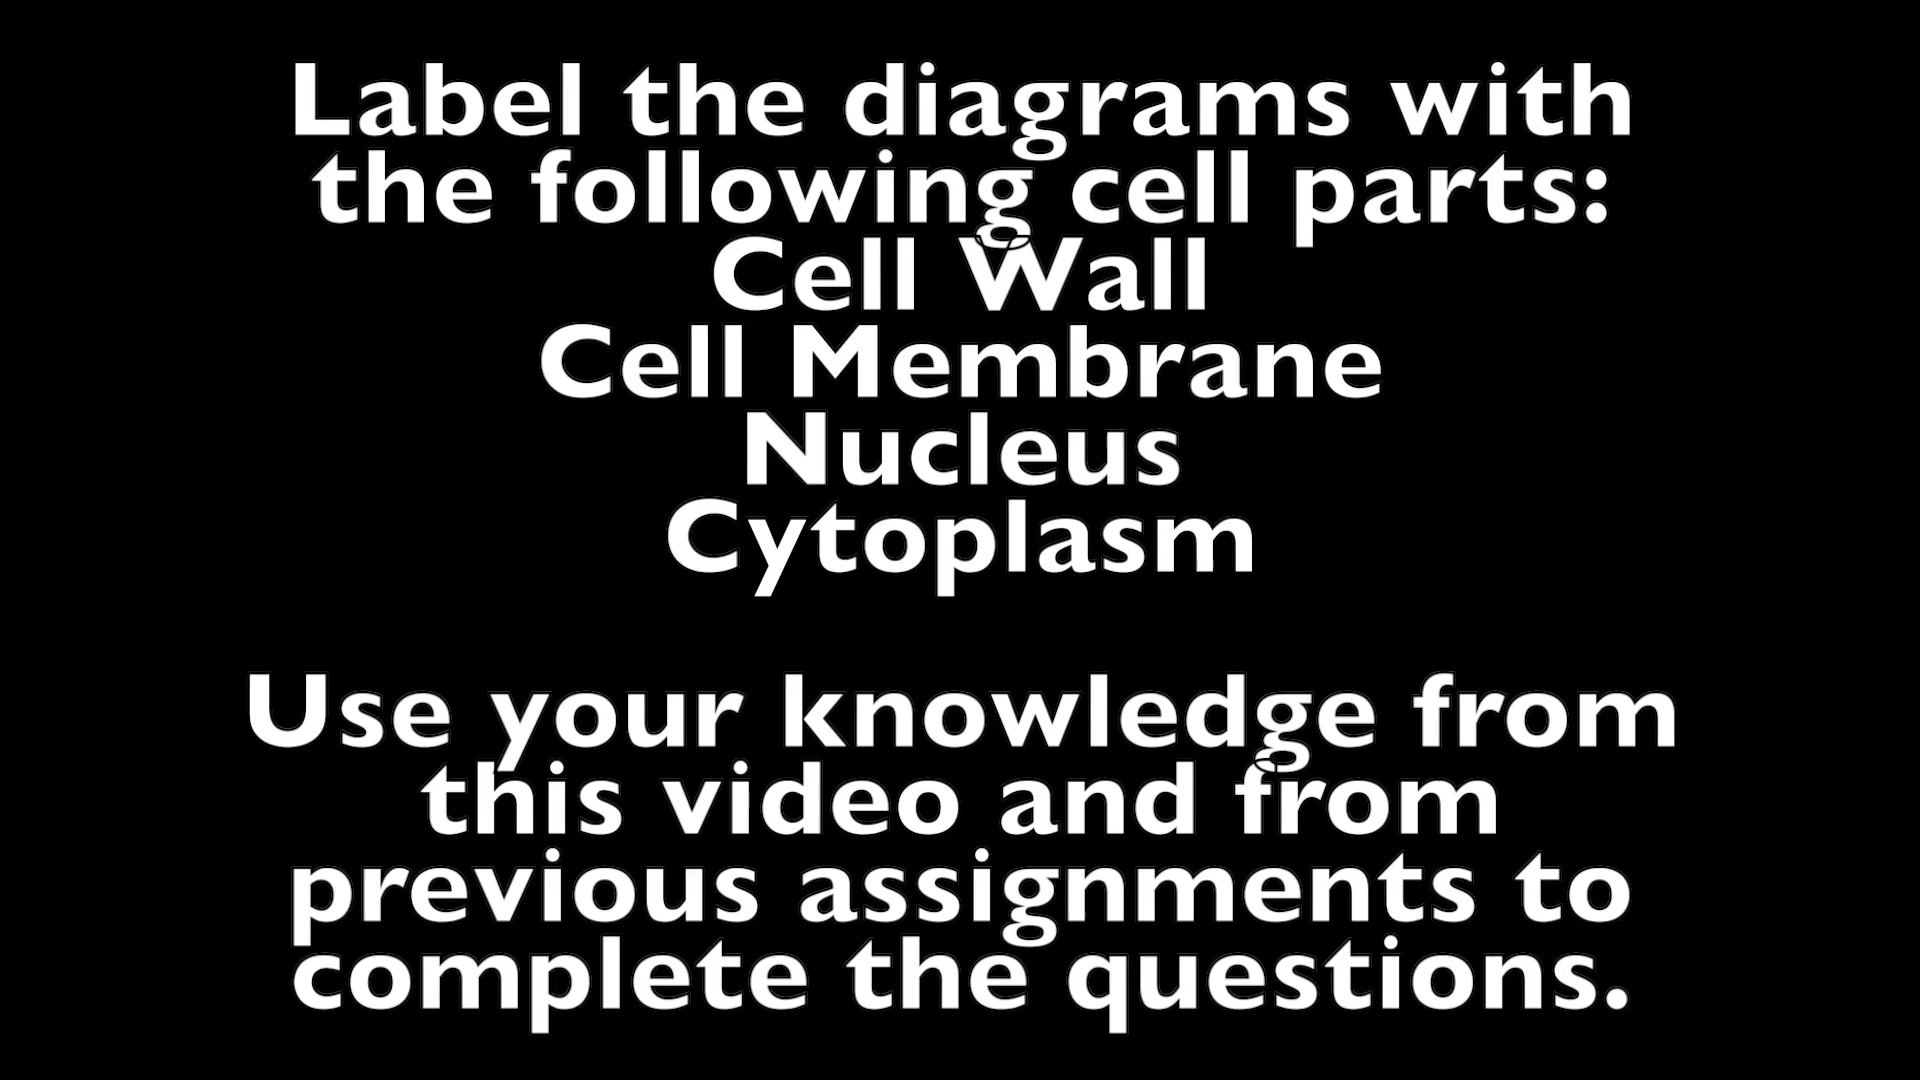 Label the diagrams with
the following cell parts:
Cell Wall
Cell Membrane
Nucleus
Cytoplasm
Use your knowledge from
this video and from
previous assignments to
complete the questions.